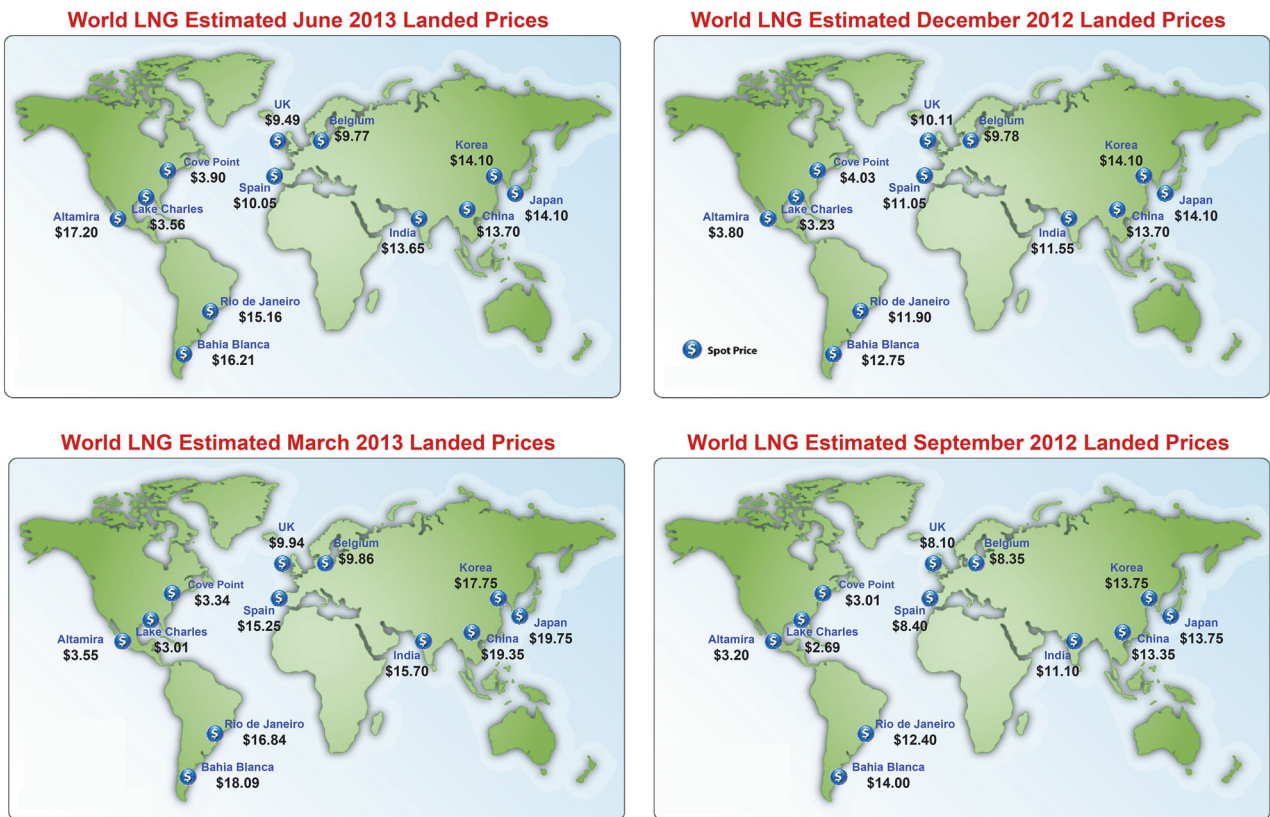 World LNG Estimated June 2013 Landed Prices
UK
$9.49
Belgium
$9.77
Cove Point
$3.90
Korea
$14.10
Spain
$10.05
Japan
$14.10
Altamira
$17.20
Lake Charles
$3.56
China
$13.70
India
$13.65
Rio de Janeiro
$15.16
Bahia Blanca
$16.21
World LNG Estimated December 2012 Landed Prices
UK
$10.11
Belgium
$9.78
Cove Point
$4.03
Korea
$14.10
Spain
$11.05
Japan
$14.10
Altamira
$3.80
Lake Charles
$3.23
China
$13.70
India
$11.55
Rio de Janeiro
$11.90
Bahia Blanca
$12.75
$ Spot Price
World LNG Estimated March 2013 Landed Prices
UK
$9.94
Belgium
$9.86
Cove Point
$3.34
Korea
$17.75
Spain
$15.25
Japan
$19.75
Altamira
$3.55
Lake Charles
$3.01
China
$19.35
India
$15.70
Rio de Janeiro
$16.84
Bahia Blanca
$18.09
World LNG Estimated September 2012 Landed Prices
UK
$8.10
Belgium
$8.35
Cove Point
$3.01
Korea
$13.75
Spain
$8.40
Japan
$13.75
Altamira
$3.20
Lake Charles
$2.69
China
$13.35
India
$11.10
Rio de Janeiro
$12.40
Bahia Blanca
$14.00